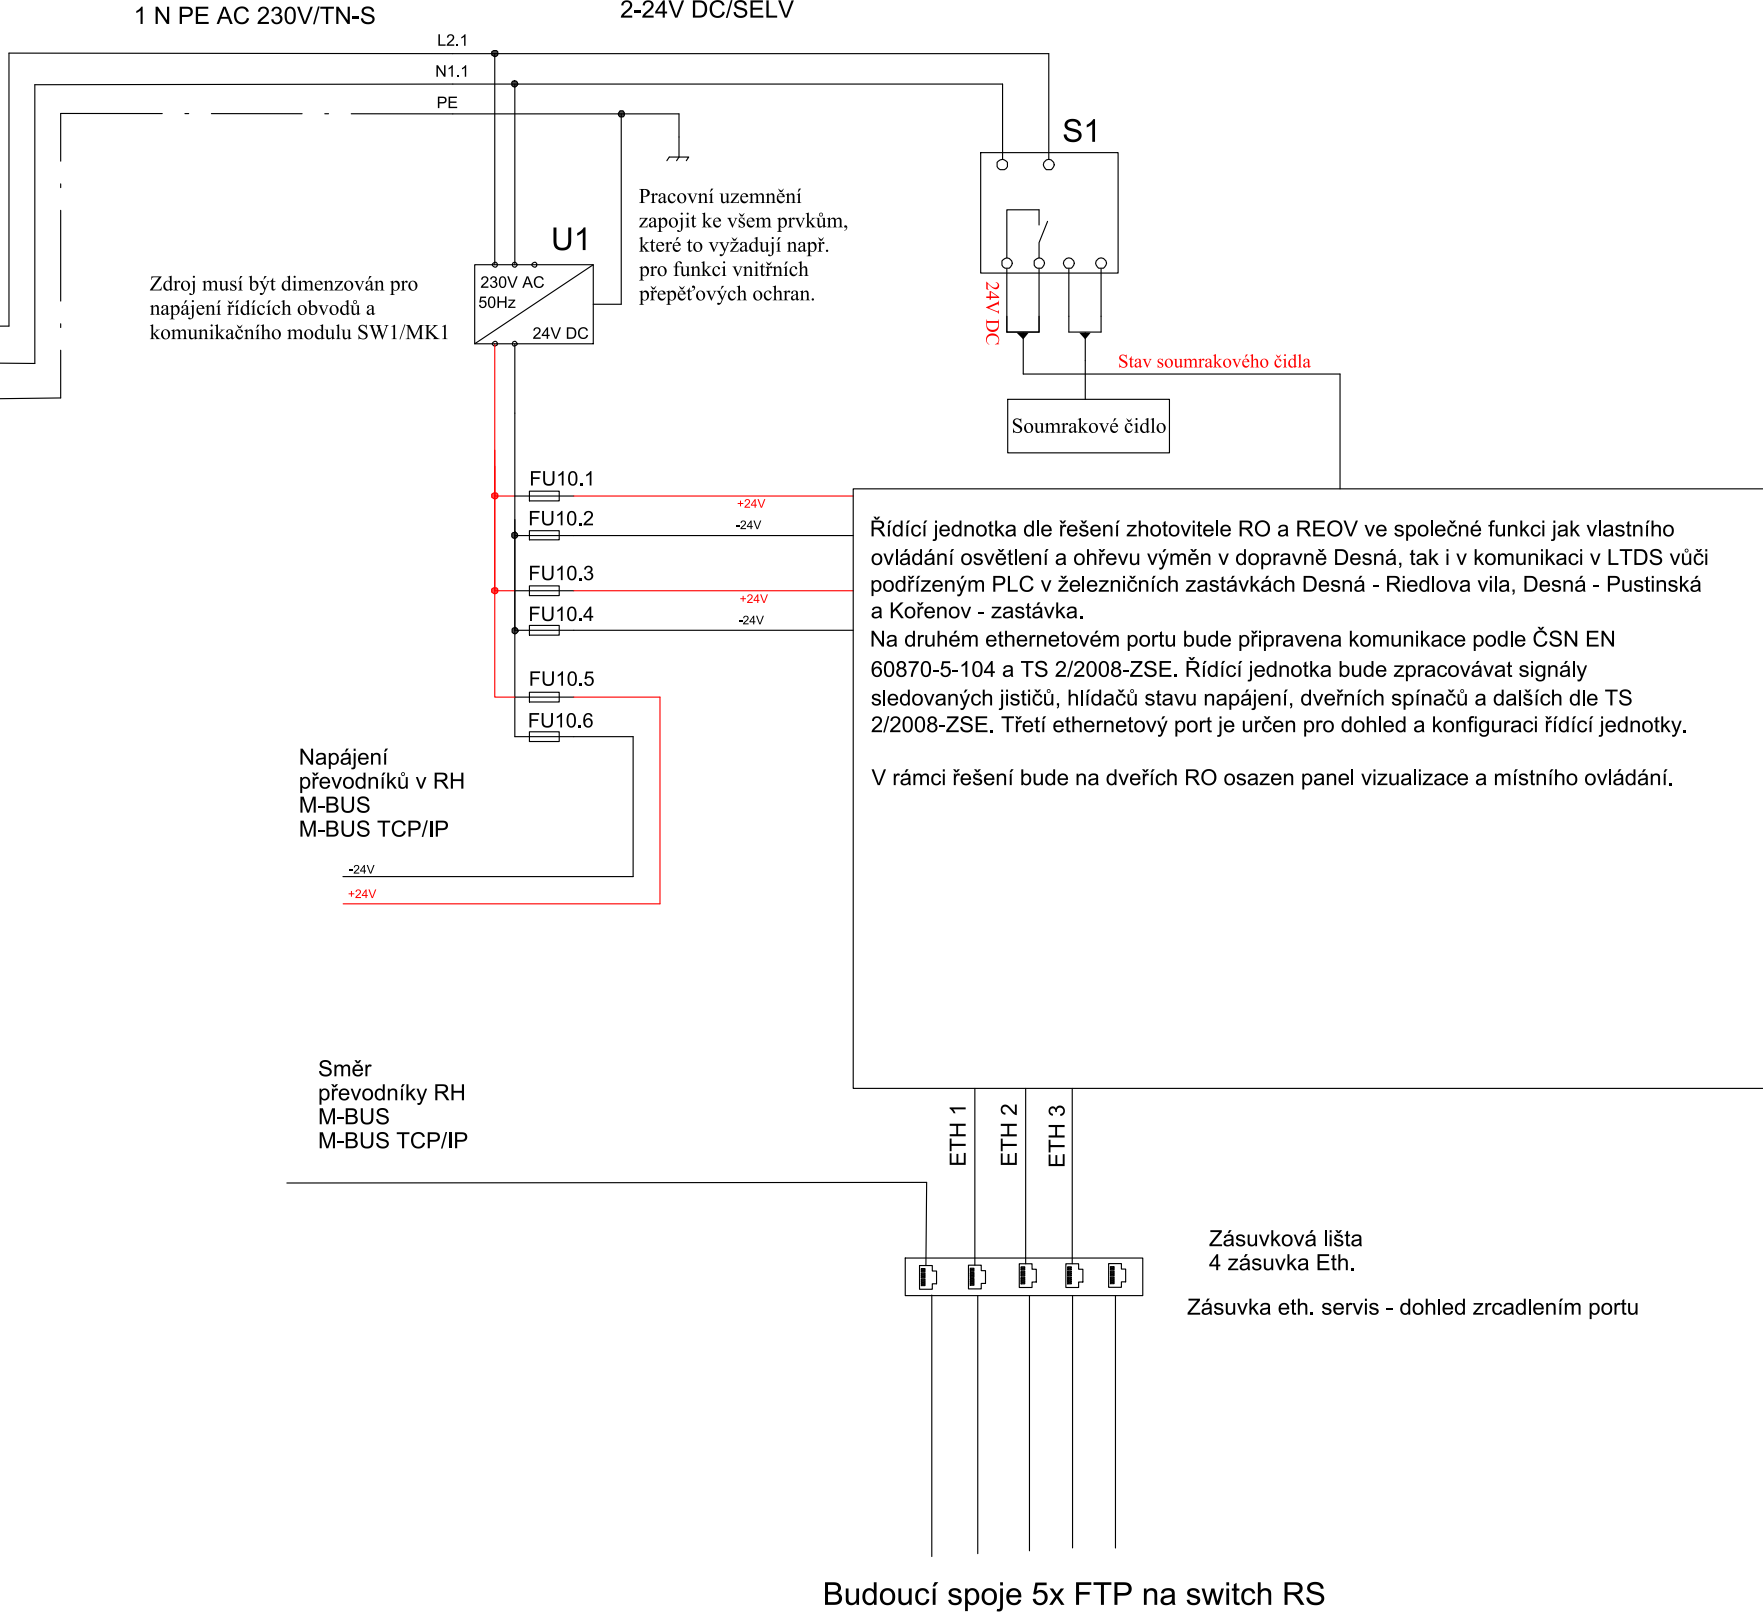 1 N PE AC 230V/TN-S
2-24V DC/SELV
L2.1
N1.1
PE
S1
Pracovní uzemnění
zapojit ke všem prvkům,
které to vyžadují např.
pro funkci vnitřních
přepěťových ochran.
U1
230V AC
50Hz
24V DC
Zdroj musí být dimenzován pro
napájení řídících obvodů a
komunikačního modulu SW1/MK1
24V DC
Stav soumrakového čidla
Soumrakové čidlo
FU10.1
+24V
FU10.2
-24V
FU10.3
+24V
FU10.4
-24V
FU10.5
FU10.6
Řídící jednotka dle řešení zhotovitele RO a REOV ve společné funkci jak vlastního
ovládání osvětlení a ohřevu výměn v dopravně Desná, tak i v komunikaci v LTDS vůči
podřízeným PLC v železničních zastávkách Desná - Riedlova vila, Desná - Pustinská
a Kořenov - zastávka.
Na druhém ethernetovém portu bude připravena komunikace podle ČSN EN
60870-5-104 a TS 2/2008-ZSE. Řídící jednotka bude zpracovávat signály
sledovaných jističů, hlídačů stavu napájení, dveřních spínačů a dalších dle TS
2/2008-ZSE. Třetí ethernetový port je určen pro dohled a konfiguraci řídící jednotky.
V rámci řešení bude na dveřích RO osazen panel vizualizace a místního ovládání.
Napájení
převodníků v RH
M-BUS
M-BUS TCP/IP
-24V
+24V
Směr
převodníky RH
M-BUS
M-BUS TCP/IP
ETH 1
ETH 2
ETH 3
Zásuvková lišta
4 zásuvka Eth.
Zásuvka eth. servis - dohled zrcadlením portu
Budoucí spoje 5x FTP na switch RS